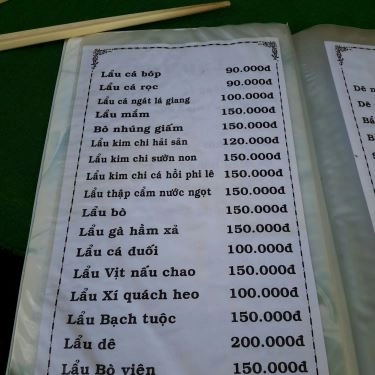 Lẩu cá bóp 90.000đ
Lẩu cá rọc 90.000đ
Lẩu cá ngát lá giang 100.000đ
Lẩu mắm 150.000đ
Bò nhúng giấm 150.000đ
Lẩu kim chi hải sản 120.000đ
Lẩu kim chi sườn non 150.000đ
Lẩu kim chi cá hồi phi lê 150.000đ
Lẩu thập cẩm nước ngọt 150.000đ
Lẩu bò 150.000đ
Lẩu gà hầm xả 150.000đ
Lẩu cá đuối 100.000đ
Lẩu Vịt nấu chao 150.000đ
Lẩu Xí quách heo 100.000đ
Lẩu Bạch tuộc 150.000đ
Lẩu dê 200.000đ
Lẩu Bò viên 150.000đ
Dê
Dê